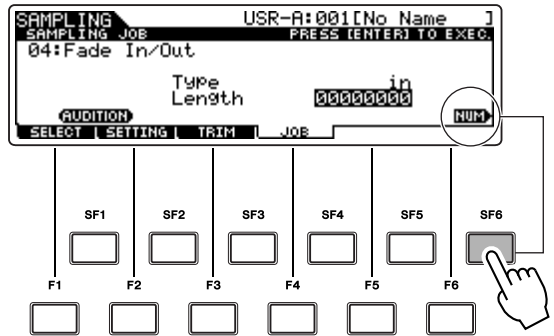 SAMPLING USR-A:001[No Name ]
SAMPLING JOB PRESS [ENTER] TO EXEC.
04:Fade In/Out
Type in
Length 00000000
AUDITION NUM
SELECT SETTING TRIM JOB
SF1 SF2 SF3 SF4 SF5 SF6
F1 F2 F3 F4 F5 F6